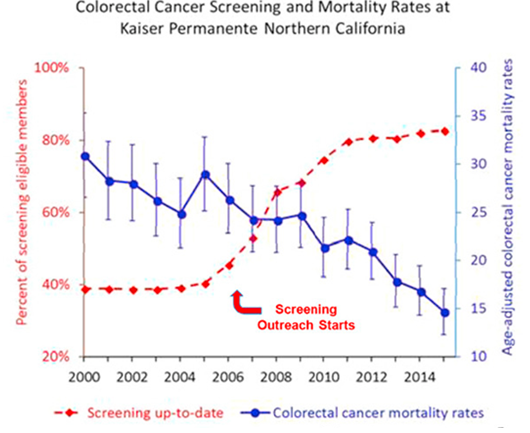 Colorectal Cancer Screening and Mortality Rates at
Kaiser Permanente Northern California
Percent of screening eligible members
100%
80%
60%
40%
20%
Screening
Outreach Starts
40
35
30
25
20
15
10
Age-adjusted colorectal cancer mortality rates
2000 2002 2004 2006 2008 2010 2012 2014
Screening up-to-date Colorectal cancer mortality rates